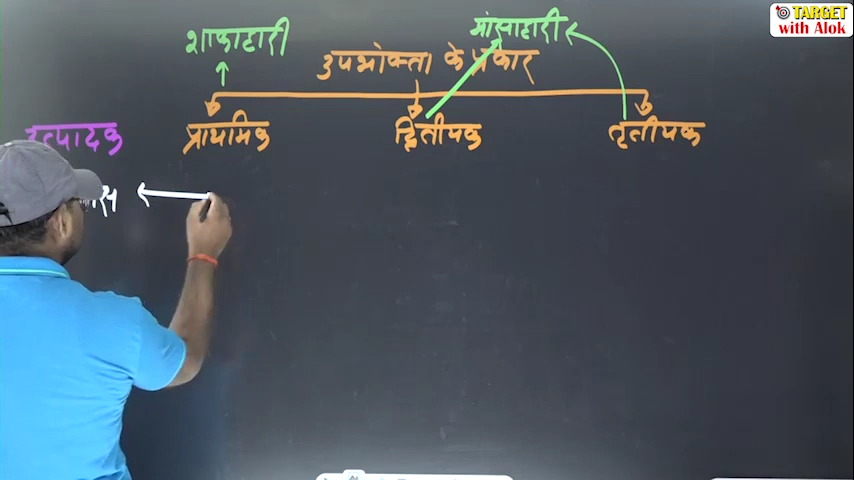 TARGET
with Alok
शाकाहारी
मांसाहारी
उपभोक्ता के प्रकार
उत्पादक
प्राथमिक
द्वितीयक
तृतीयक